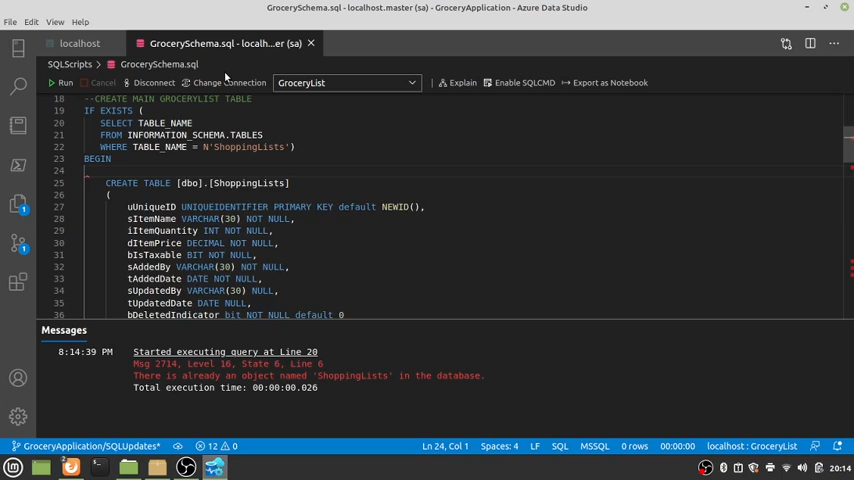 GrocerySchema.sql - localhost.master (sa) - GroceryApplication - Azure Data Studio
File Edit View Help
localhost GrocerySchema.sql - localh...er (sa)
SQLScripts > GrocerySchema.sql
Run Cancel Disconnect Change Connection GroceryList Explain Enable SQLCMD Export as Notebook
18 --CREATE MAIN GROCERYLIST TABLE
19 IF EXISTS (
20 SELECT TABLE_NAME
21 FROM INFORMATION_SCHEMA.TABLES
22 WHERE TABLE_NAME = N'ShoppingLists')
23 BEGIN
24
25 CREATE TABLE [dbo].[ShoppingLists]
26 (
27 uUniqueID UNIQUEIDENTIFIER PRIMARY KEY default NEWID(),
28 sItemName VARCHAR(30) NOT NULL,
29 iItemQuantity INT NOT NULL,
30 dItemPrice DECIMAL NOT NULL,
31 bIsTaxable BIT NOT NULL,
32 sAddedBy VARCHAR(30) NOT NULL,
33 tAddedDate DATE NOT NULL,
34 sUpdatedBy VARCHAR(30) NULL,
35 tUpdatedDate DATE NULL,
36 bDeletedIndicator bit NOT NULL default 0
1
1
Messages
8:14:39 PM Started executing query at Line 20
Msg 2714, Level 16, State 6, Line 6
There is already an object named 'ShoppingLists' in the database.
Total execution time: 00:00:00.026
GroceryApplication/SQLUpdates* 12 0 Ln 24, Col 1 Spaces: 4 LF SQL MSSQL 0 rows 00:00:00 localhost : GroceryList
2 20:14